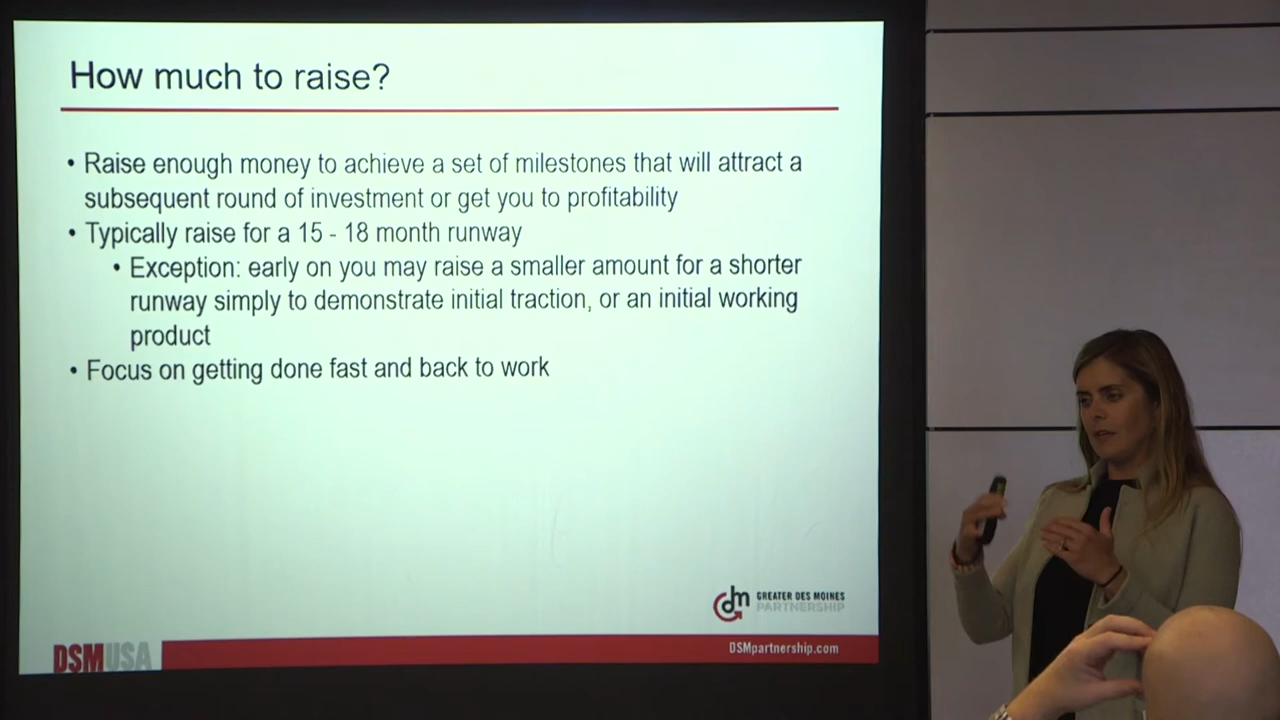 How much to raise?
• Raise enough money to achieve a set of milestones that will attract a
subsequent round of investment or get you to profitability
• Typically raise for a 15 - 18 month runway
• Exception: early on you may raise a smaller amount for a shorter
runway simply to demonstrate initial traction, or an initial working
product
• Focus on getting done fast and back to work
dm GREATER DES MOINES
PARTNERSHIP
DSMUSA
DSMpartnership.com